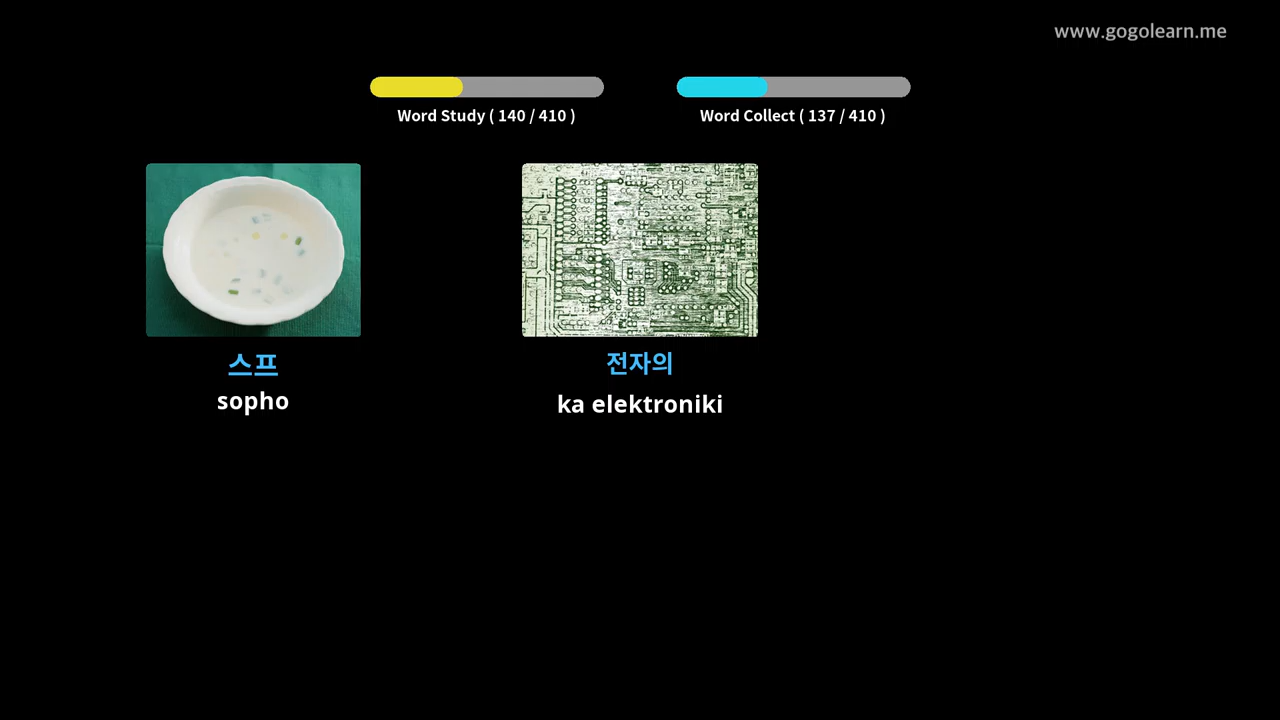 www.gogolearn.me
Word Study ( 140 / 410 )
Word Collect ( 137 / 410 )
스프
sopho
전자의
ka elektroniki